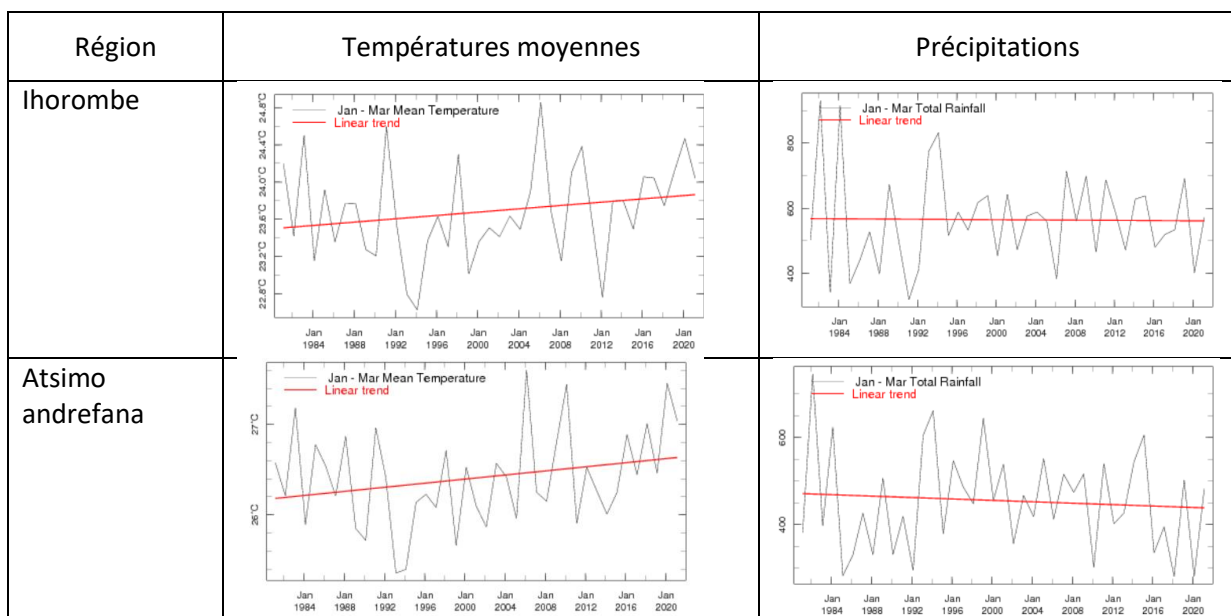 Région
Températures moyennes
Précipitations
Ihorombe
Jan - Mar Mean Temperature
Linear trend
24.8°C
24.4°C
24.0°C
23.6°C
23.2°C
22.8°C
Jan Jan Jan Jan Jan Jan Jan Jan Jan Jan
1984 1988 1992 1996 2000 2004 2008 2012 2016 2020
Jan - Mar Total Rainfall
Linear trend
800
600
400
Jan Jan Jan Jan Jan Jan Jan Jan Jan Jan
1984 1988 1992 1996 2000 2004 2008 2012 2016 2020
Atsimo
andrefana
Jan - Mar Mean Temperature
Linear trend
27°C
26°C
Jan Jan Jan Jan Jan Jan Jan Jan Jan Jan
1984 1988 1992 1996 2000 2004 2008 2012 2016 2020
Jan - Mar Total Rainfall
Linear trend
600
400
Jan Jan Jan Jan Jan Jan Jan Jan Jan Jan
1984 1988 1992 1996 2000 2004 2008 2012 2016 2020